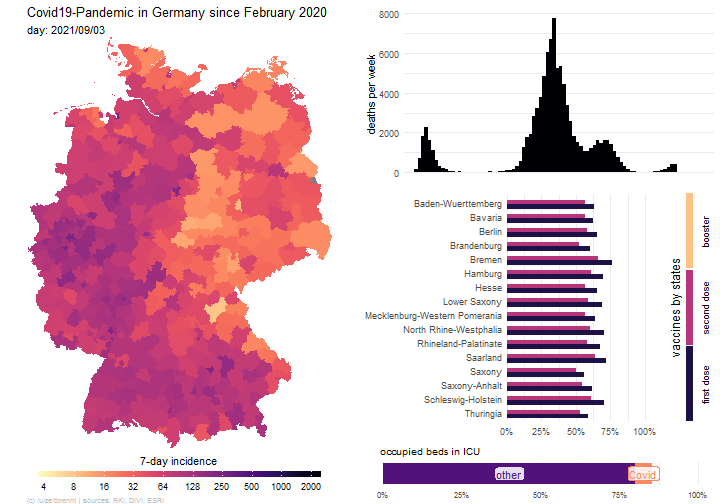 Covid19-Pandemic in Germany since February 2020
day: 2021/09/03
7-day incidence
4 8 16 32 64 120 250 500 1000 2000
(c) /u/zeitbremt | sources: RKI, DIVI, ESRI
deaths per week
8000
6000
4000
2000
0
Baden-Wuerttemberg
Bavaria
Berlin
Brandenburg
Bremen
Hamburg
Hesse
Lower Saxony
Mecklenburg-Western Pomerania
North Rhine-Westphalia
Rhineland-Palatinate
Saarland
Saxony
Saxony-Anhalt
Schleswig-Holstein
Thuringia
0% 25% 50% 75% 100%
vaccines by states
booster
second dose
first dose
occupied beds in ICU
other
Covid
0% 25% 50% 75% 100%